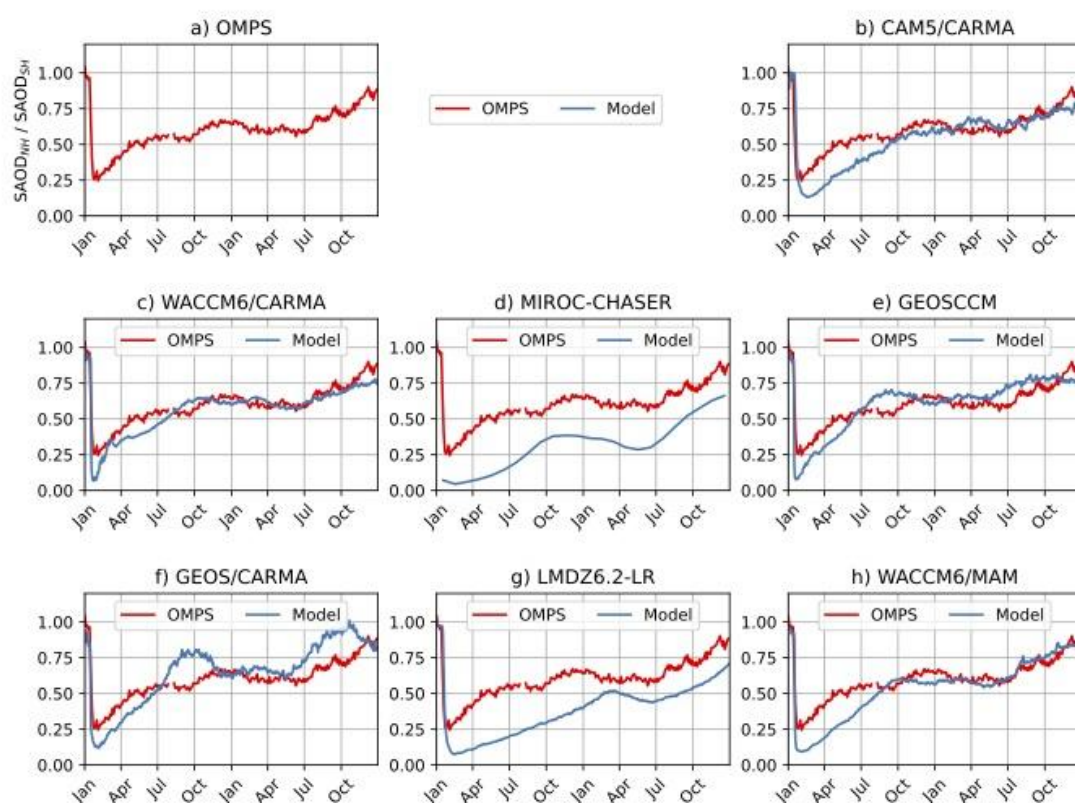 a) OMPS
SAOD_NH / SAOD_SH
1.00
0.75
0.50
0.25
0.00
Jan
Apr
Jul
Oct
Jan
Apr
Jul
Oct
OMPS Model
b) CAM5/CARMA
1.00
0.75
0.50
0.25
0.00
Jan
Apr
Jul
Oct
Jan
Apr
Jul
Oct
c) WACCM6/CARMA
OMPS Model
1.00
0.75
0.50
0.25
0.00
Jan
Apr
Jul
Oct
Jan
Apr
Jul
Oct
d) MIROC-CHASER
OMPS Model
1.00
0.75
0.50
0.25
0.00
Jan
Apr
Jul
Oct
Jan
Apr
Jul
Oct
e) GEOSCCM
OMPS Model
1.00
0.75
0.50
0.25
0.00
Jan
Apr
Jul
Oct
Jan
Apr
Jul
Oct
f) GEOS/CARMA
OMPS Model
1.00
0.75
0.50
0.25
0.00
Jan
Apr
Jul
Oct
Jan
Apr
Jul
Oct
g) LMDZ6.2-LR
OMPS Model
1.00
0.75
0.50
0.25
0.00
Jan
Apr
Jul
Oct
Jan
Apr
Jul
Oct
h) WACCM6/MAM
OMPS Model
1.00
0.75
0.50
0.25
0.00
Jan
Apr
Jul
Oct
Jan
Apr
Jul
Oct